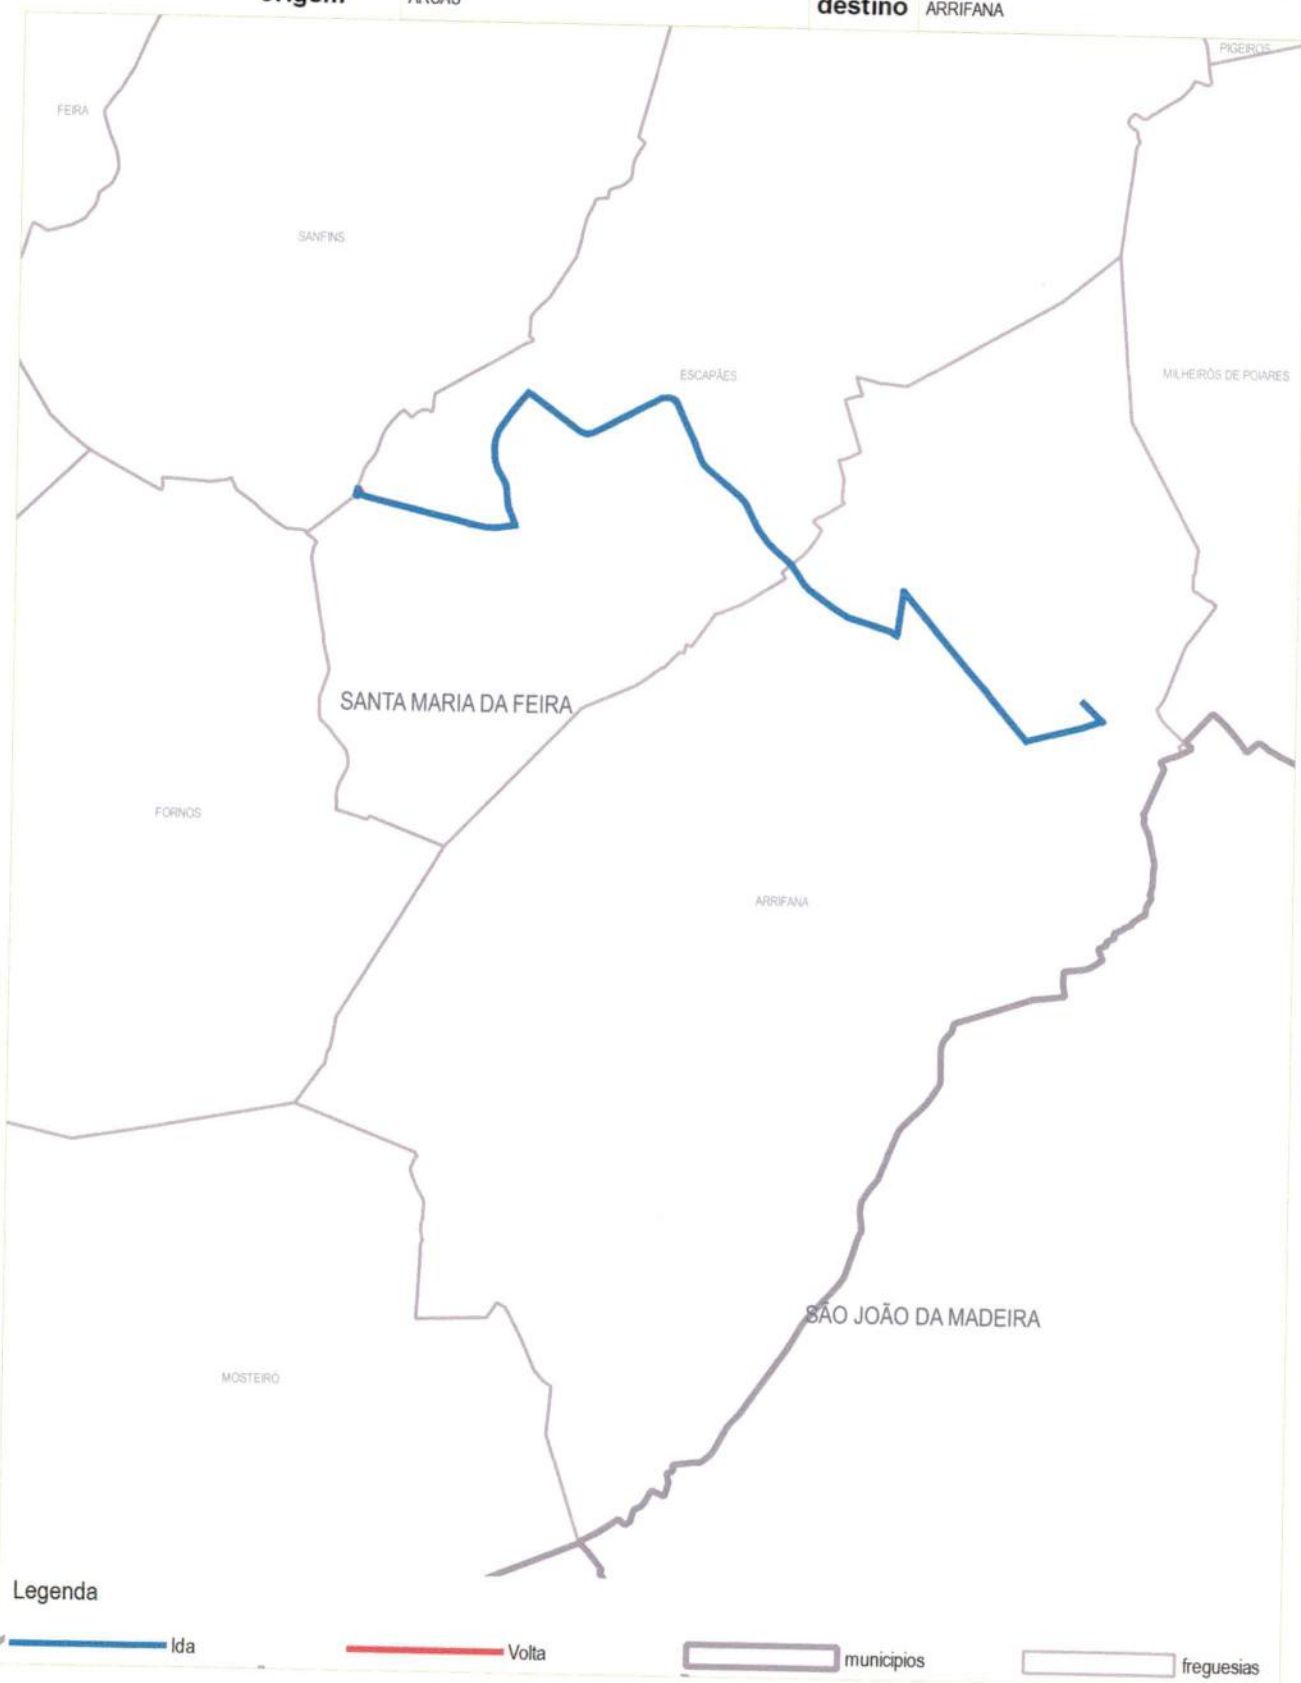 destino ARRIFANA
PIGEIROS
FEIRA
SANFINS
ESCAPÃES
MILHEIRÓS DE POIARES
SANTA MARIA DA FEIRA
FORNOS
ARRIFANA
SÃO JOÃO DA MADEIRA
MOSTEIRÓ
Legenda
Ida
Volta
municipios
freguesias